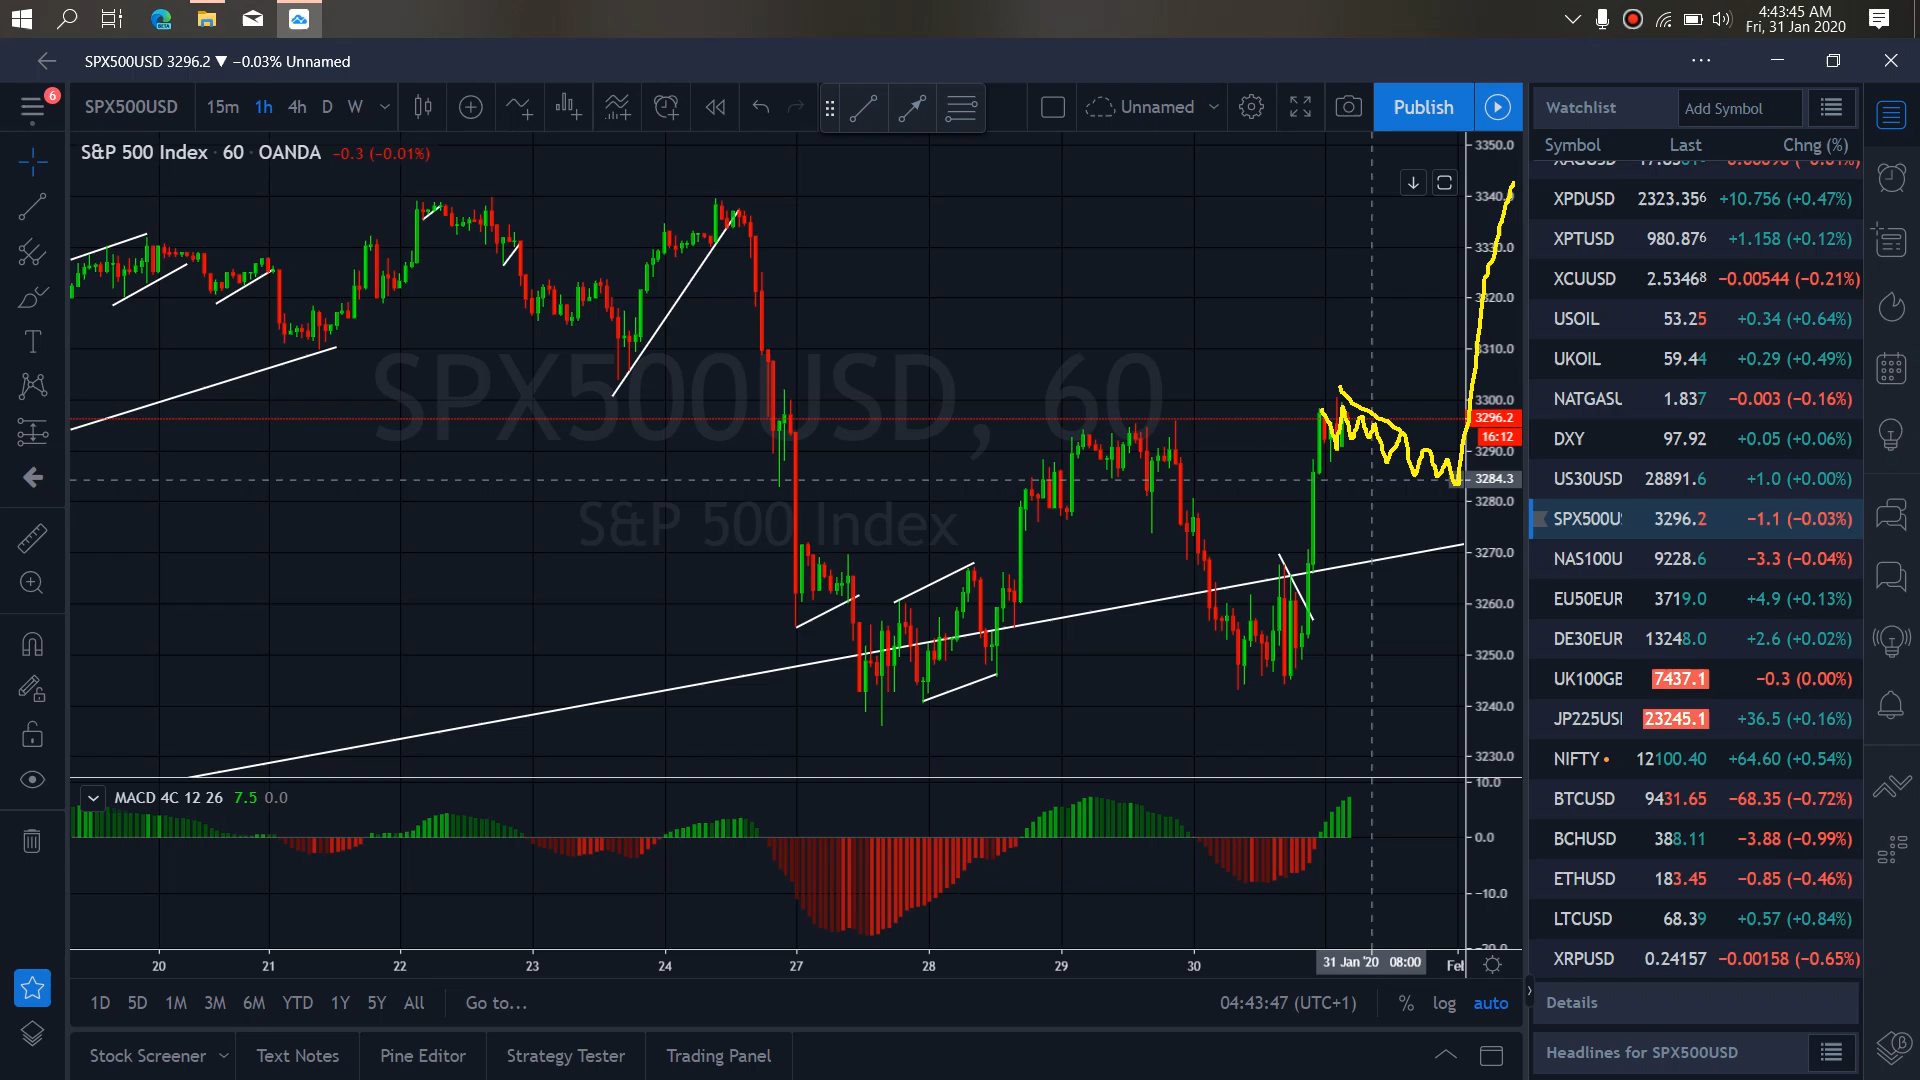 4:43:45 AM
Fri, 31 Jan 2020
SPX500USD 3296.2 ▼ −0.03% Unnamed
6
SPX500USD 15m 1h 4h D W
Unnamed
Publish
S&P 500 Index · 60 · OANDA −0.3 (−0.01%)
SPX500USD, 60
S&P 500 Index
3350.0
3340.0
3330.0
3320.0
3310.0
3300.0
3296.2
16:12
3290.0
3284.3
3280.0
3270.0
3260.0
3250.0
3240.0
3230.0
MACD 4C 12 26 7.5 0.0
10.0
0.0
−10.0
−20.0
20 21 22 23 24 27 28 29 30 31 Jan '20 08:00
1D 5D 1M 3M 6M YTD 1Y 5Y All Go to...
04:43:47 (UTC+1) % log auto
Stock Screener Text Notes Pine Editor Strategy Tester Trading Panel
Watchlist Add Symbol
Symbol Last Chng (%)
XPDUSD 2323.356 +10.756 (+0.47%)
XPTUSD 980.876 +1.158 (+0.12%)
XCUUSD 2.53468 −0.00544 (−0.21%)
USOIL 53.25 +0.34 (+0.64%)
UKOIL 59.44 +0.29 (+0.49%)
NATGASU 1.837 −0.003 (−0.16%)
DXY 97.92 +0.05 (+0.06%)
US30USD 28891.6 +1.0 (+0.00%)
SPX500U 3296.2 −1.1 (−0.03%)
NAS100U 9228.6 −3.3 (−0.04%)
EU50EUR 3719.0 +4.9 (+0.13%)
DE30EUR 13248.0 +2.6 (+0.02%)
UK100GB 7437.1 −0.3 (0.00%)
JP225US 23245.1 +36.5 (+0.16%)
NIFTY 12100.40 +64.60 (+0.54%)
BTCUSD 9431.65 −68.35 (−0.72%)
BCHUSD 388.11 −3.88 (−0.99%)
ETHUSD 183.45 −0.85 (−0.46%)
LTCUSD 68.39 +0.57 (+0.84%)
XRPUSD 0.24157 −0.00158 (−0.65%)
Details
Headlines for SPX500USD